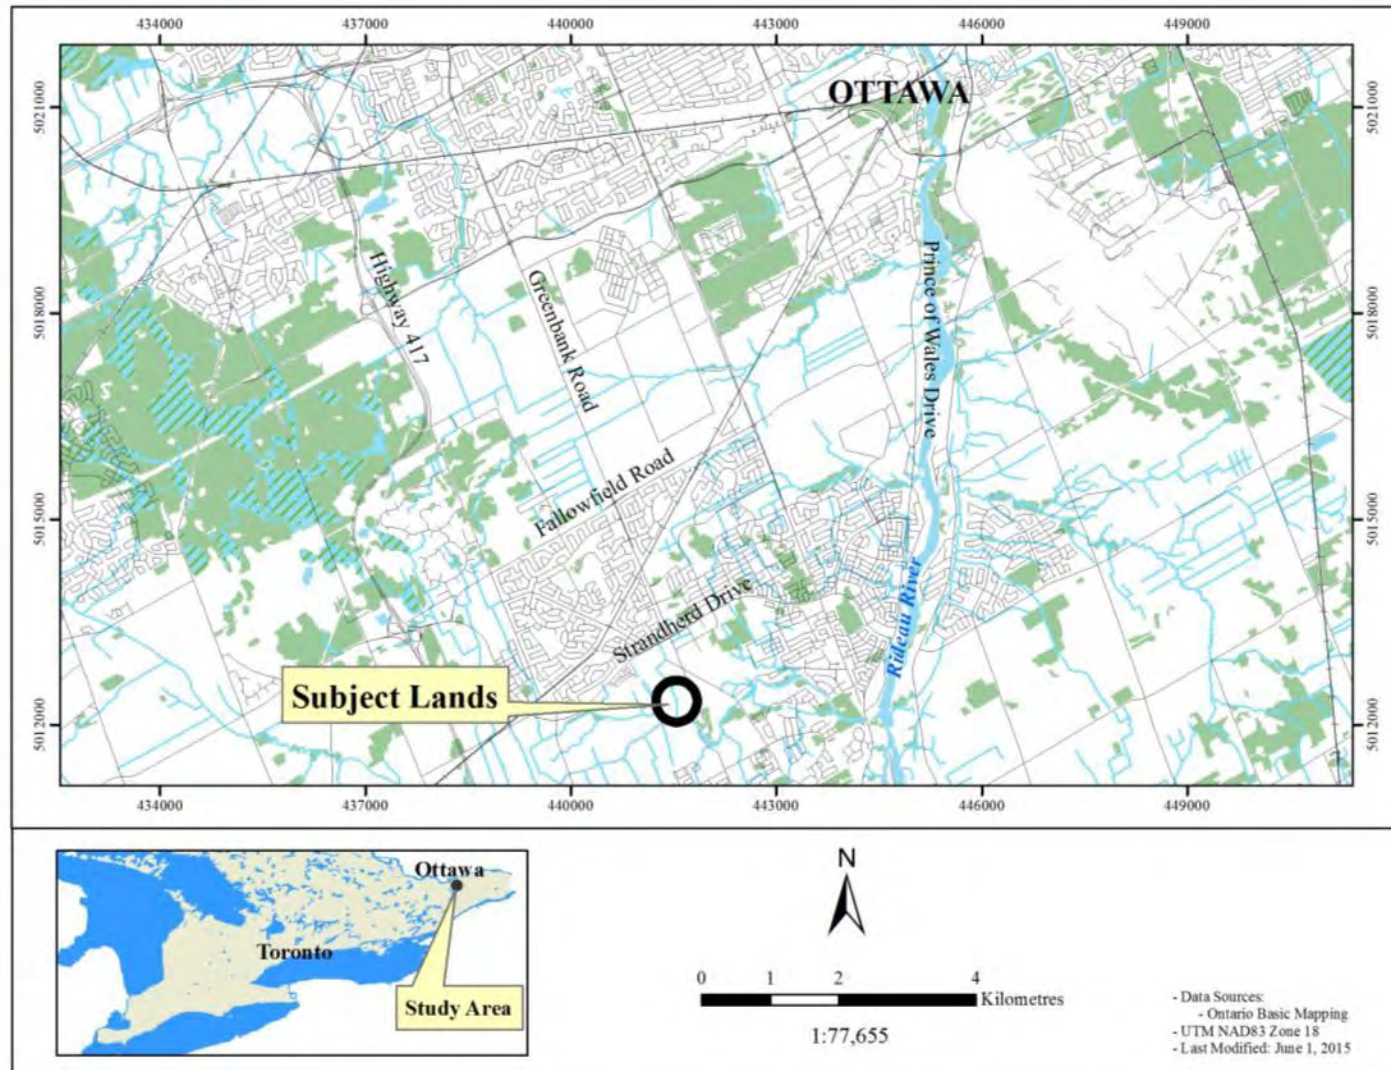 434000 437000 440000 443000 446000 449000
5021000
5021000
OTTAWA
Highway 417
Greenbank Road
Prince of Wales Drive
5018000
5018000
Fallowfield Road
5015000
5015000
Strandherd Drive
Rideau River
Subject Lands
5012000
5012000
434000 437000 440000 443000 446000 449000
Ottawa
Toronto
Study Area
N
0 1 2 4
Kilometres
1:77,655
- Data Sources:
- Ontario Basic Mapping
- UTM NAD83 Zone 18
- Last Modified: June 1, 2015